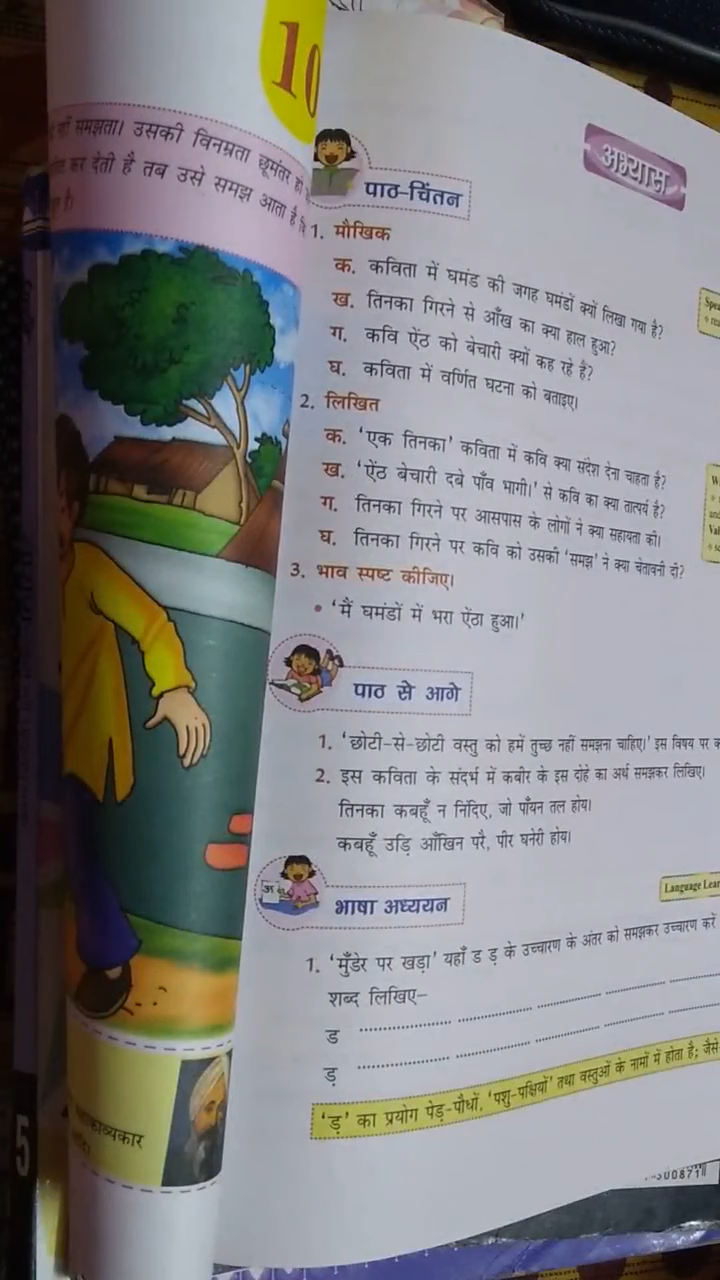 10
समझता। उसकी विनम्रता छूमंतर हो
कर देती है तब उसे समझ आता है
है।
अभ्यास
पाठ-चिंतन
1. मौखिक
क. कविता में घमंड की जगह घमंडों क्यों लिखा गया है?
ख. तिनका गिरने से आँख का क्या हाल हुआ?
ग. कवि ऐंठ को बेचारी क्यों कह रहे हैं?
घ. कविता में वर्णित घटना को बताइए।
2. लिखित
क. 'एक तिनका' कविता में कवि क्या संदेश देना चाहता है?
ख. 'ऐंठ बेचारी दबे पाँव भागी।' से कवि का क्या तात्पर्य है?
ग. तिनका गिरने पर आसपास के लोगों ने क्या सहायता की।
घ. तिनका गिरने पर कवि को उसकी 'समझ' ने क्या चेतावनी दी?
3. भाव स्पष्ट कीजिए।
• 'मैं घमंडों में भरा ऐंठा हुआ।'
पाठ से आगे
1. 'छोटी-से-छोटी वस्तु को हमें तुच्छ नहीं समझना चाहिए।' इस विषय पर
2. इस कविता के संदर्भ में कबीर के इस दोहे का अर्थ समझकर लिखिए।
तिनका कबहूँ न निंदिए, जो पाँयन तल होय।
कबहूँ उड़ि आँखिन परै, पीर घनेरी होय।
Language
भाषा अध्ययन
1. 'मुँडेर पर खड़ा' यहाँ ड ड़ के उच्चारण के अंतर को समझकर उच्चारण करें
शब्द लिखिए–
ड
ड़
'ड़' का प्रयोग पेड़-पौधों, 'पशु-पक्षियों' तथा वस्तुओं के नामों में होता है; जैसे
5